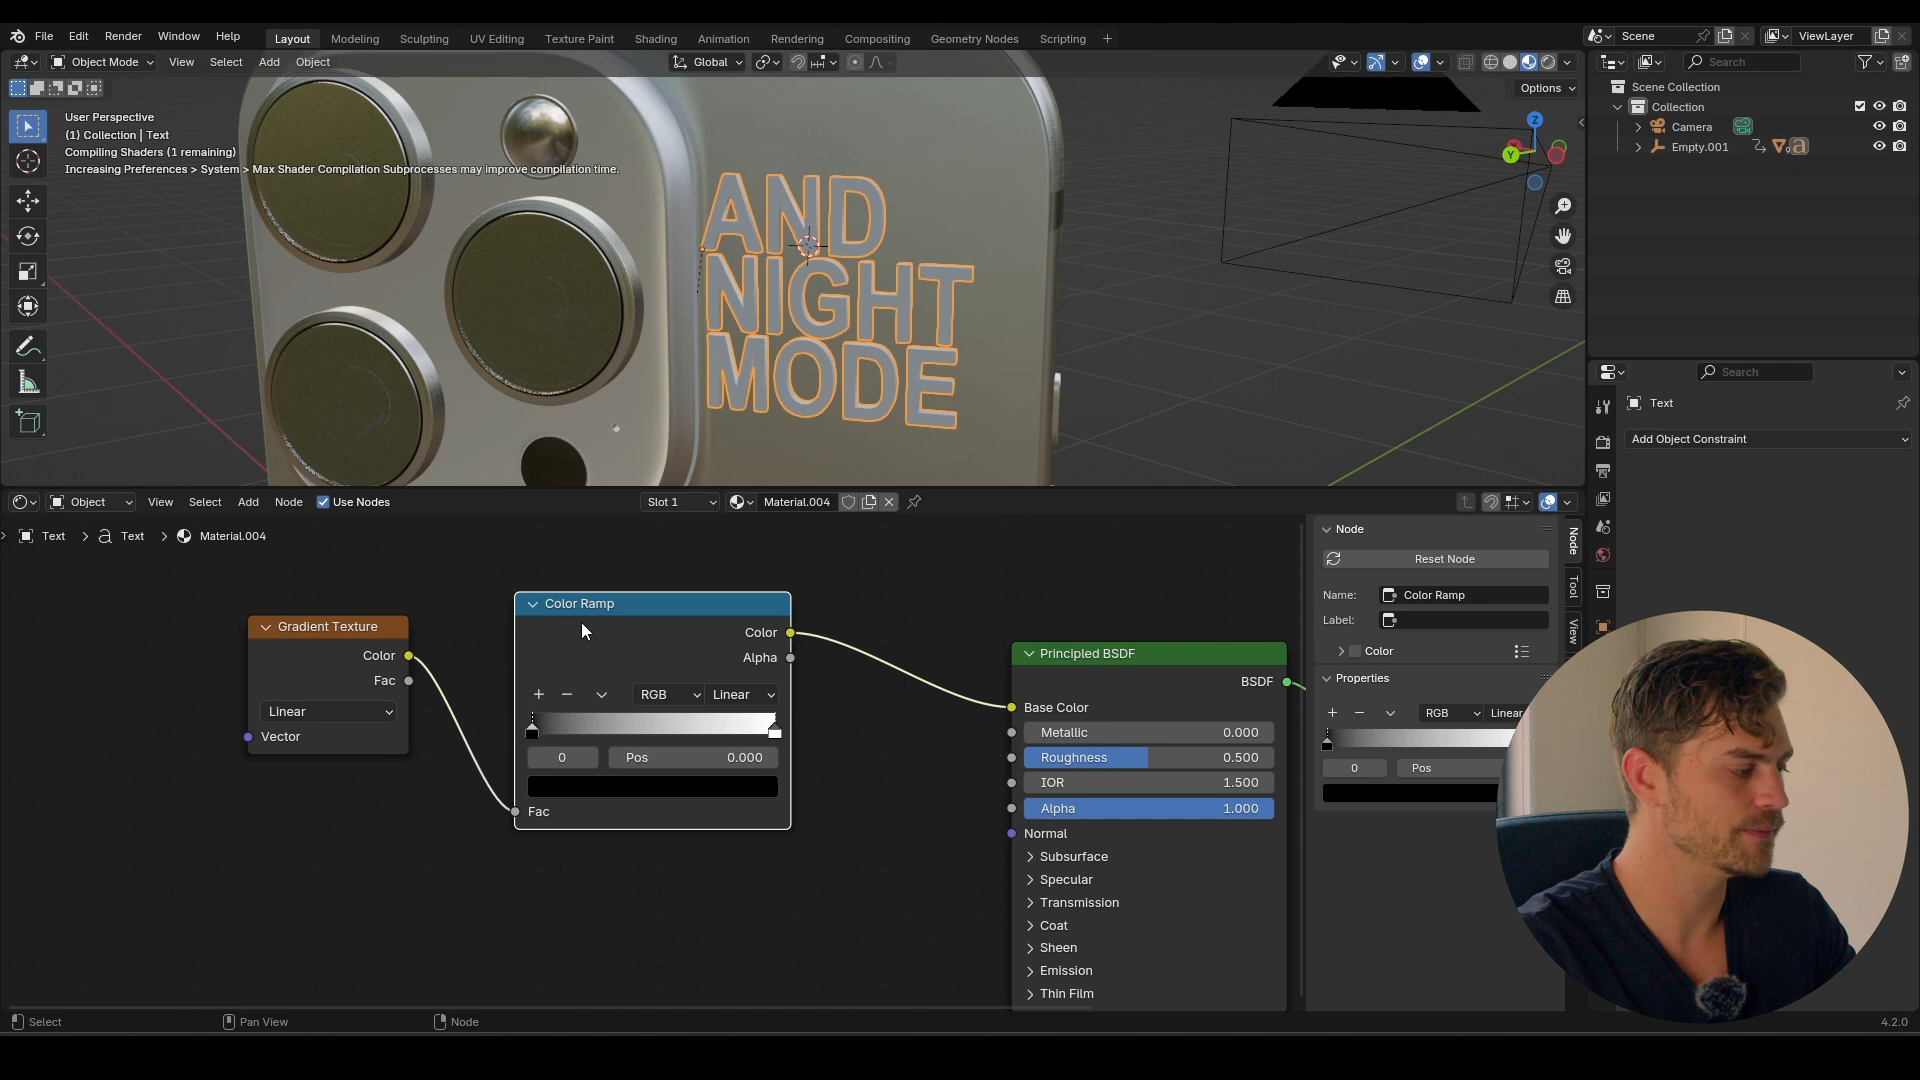 File Edit Render Window Help Layout Modeling Sculpting UV Editing Texture Paint Shading Animation Rendering Compositing Geometry Nodes Scripting + Scene ViewLayer
Object Mode View Select Add Object Global Search
Options
User Perspective
(1) Collection | Text
Compiling Shaders (1 remaining)
Increasing Preferences > System > Max Shader Compilation Subprocesses may improve compilation time.
Z
Y
AND
NIGHT
MODE
Scene Collection
Collection
Camera
Empty.001
Search
Text
Add Object Constraint
Object View Select Add Node Use Nodes Slot 1 Material.004
Text > Text > Material.004
Gradient Texture
Color
Fac
Linear
Vector
Color Ramp
Color
Alpha
RGB Linear
0 Pos 0.000
Fac
Principled BSDF
BSDF
Base Color
Metallic 0.000
Roughness 0.500
IOR 1.500
Alpha 1.000
Normal
Subsurface
Specular
Transmission
Coat
Sheen
Emission
Thin Film
Node
Reset Node
Name: Color Ramp
Label:
Color
Properties
RGB Linear
0 Pos
Node
Tool
View
Select Pan View Node 4.2.0